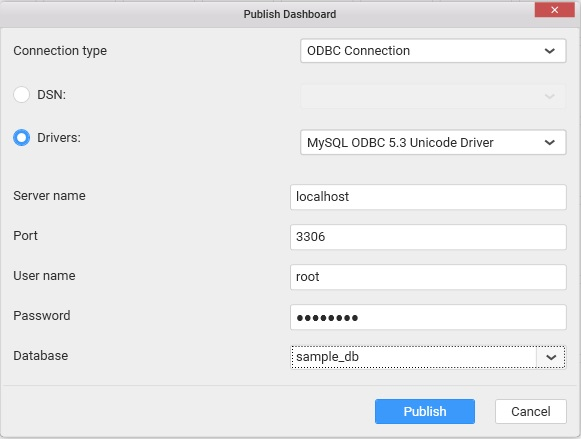 Publish Dashboard
Connection type ODBC Connection
DSN:
Drivers: MySQL ODBC 5.3 Unicode Driver
Server name localhost
Port 3306
User name root
Password ●●●●●●●●
Database sample_db
Publish Cancel